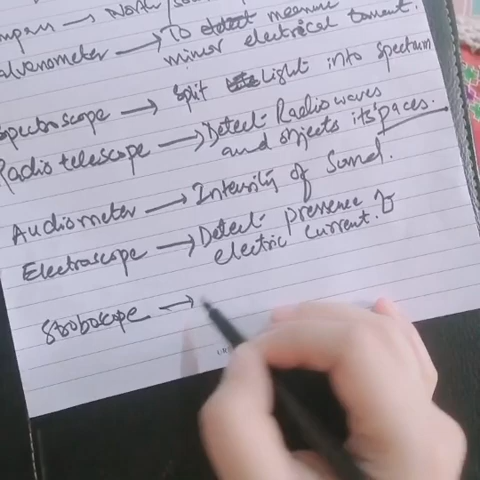 → North
Galvanometer → To detect measure
minor electrical current.
Spectroscope → Split Light into spectrum
Radio telescope → Detect Radio waves
and objects its spaces.
Audiometer → Intensity of Sound.
Electroscope → Detect presence of
electric current.
Stroboscope →